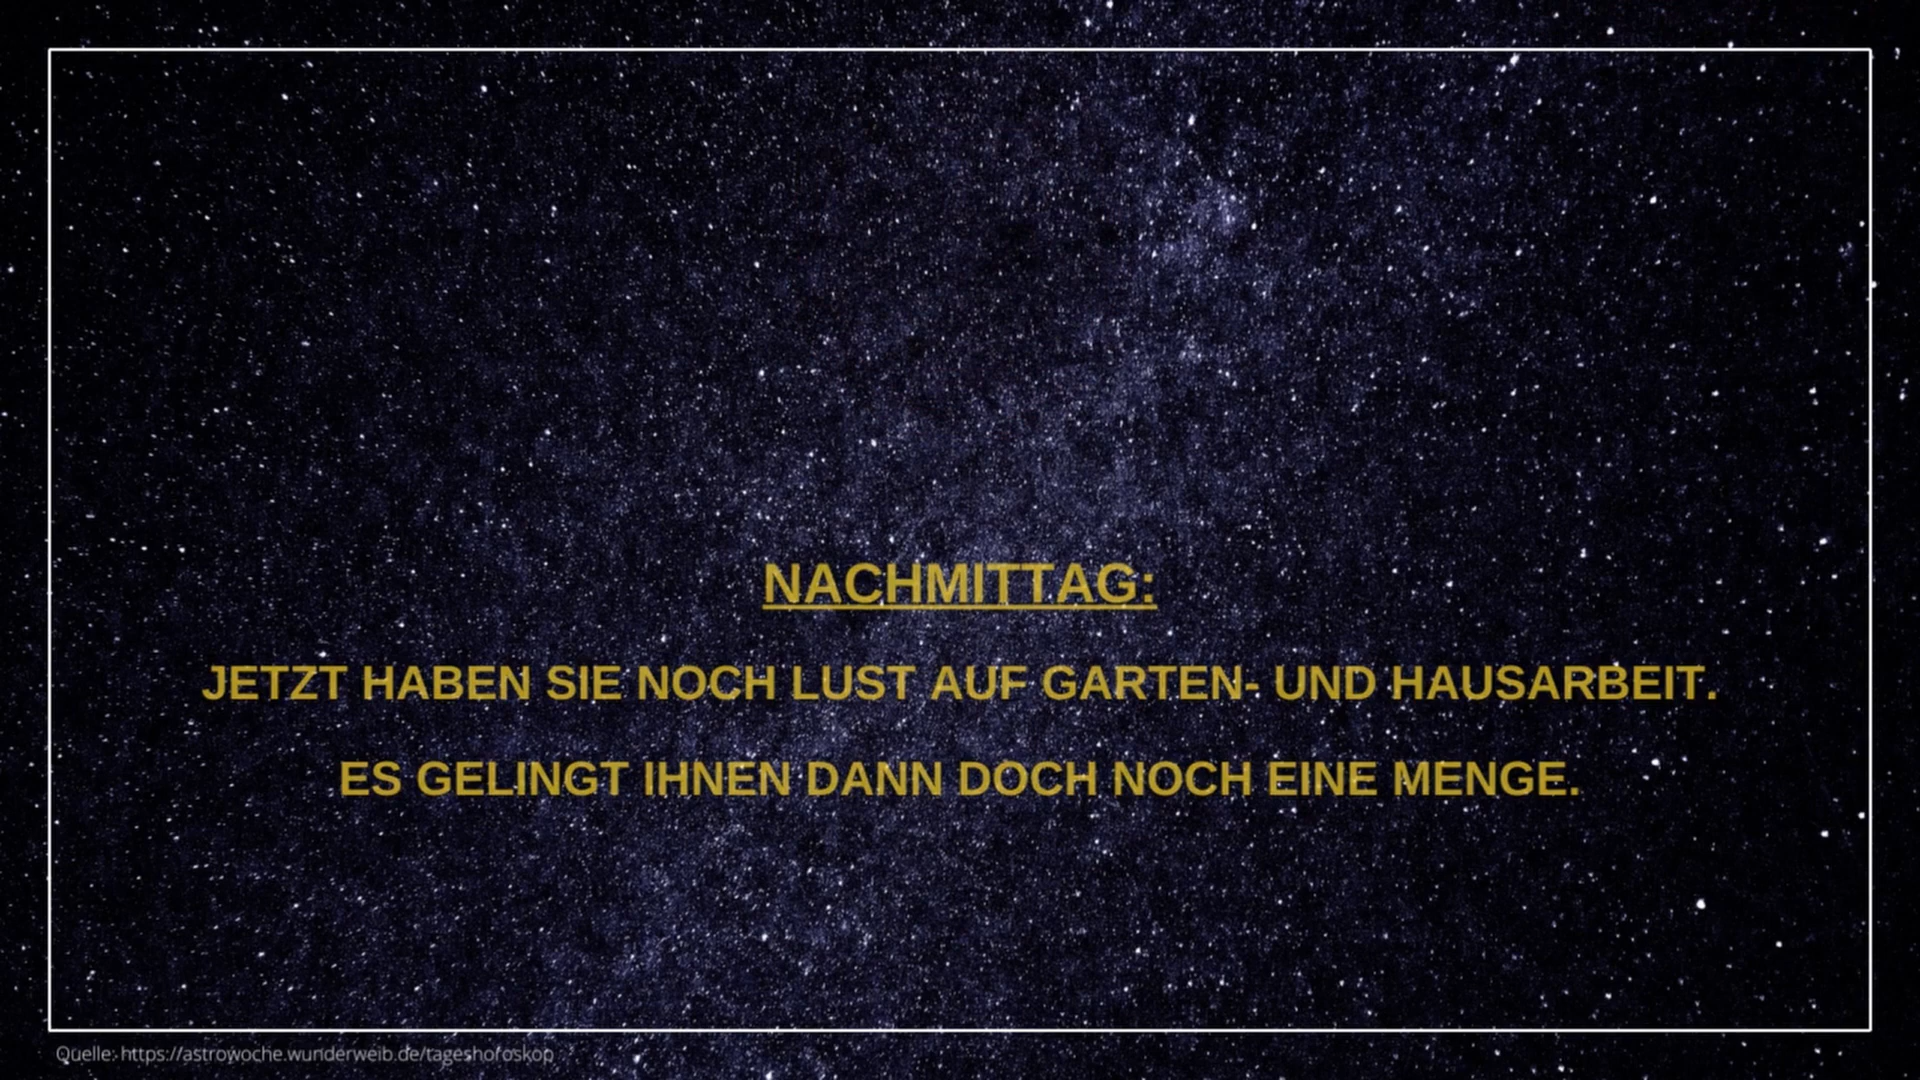 NACHMITTAG:
JETZT HABEN SIE NOCH LUST AUF GARTEN- UND HAUSARBEIT.
ES GELINGT IHNEN DANN DOCH NOCH EINE MENGE.
Quelle: https://astrowoche.wunderweib.de/tageshoroskop